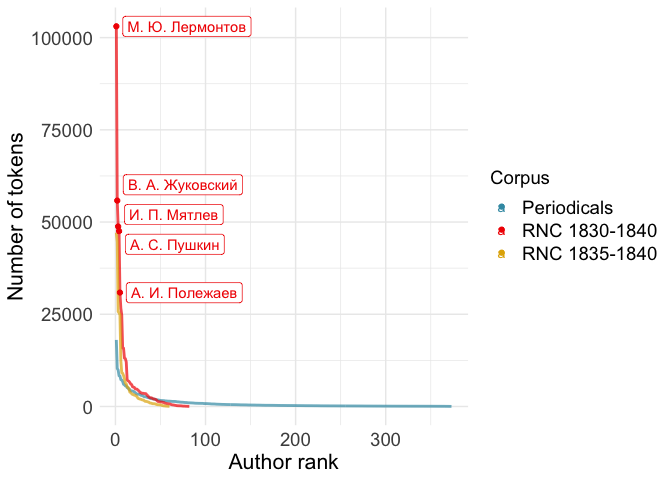 100000
75000
50000
25000
0
Number of tokens
М. Ю. Лермонтов
В. А. Жуковский
И. П. Мятлев
А. С. Пушкин
А. И. Полежаев
0 100 200 300
Author rank
Corpus
a Periodicals
a RNC 1830-1840
a RNC 1835-1840